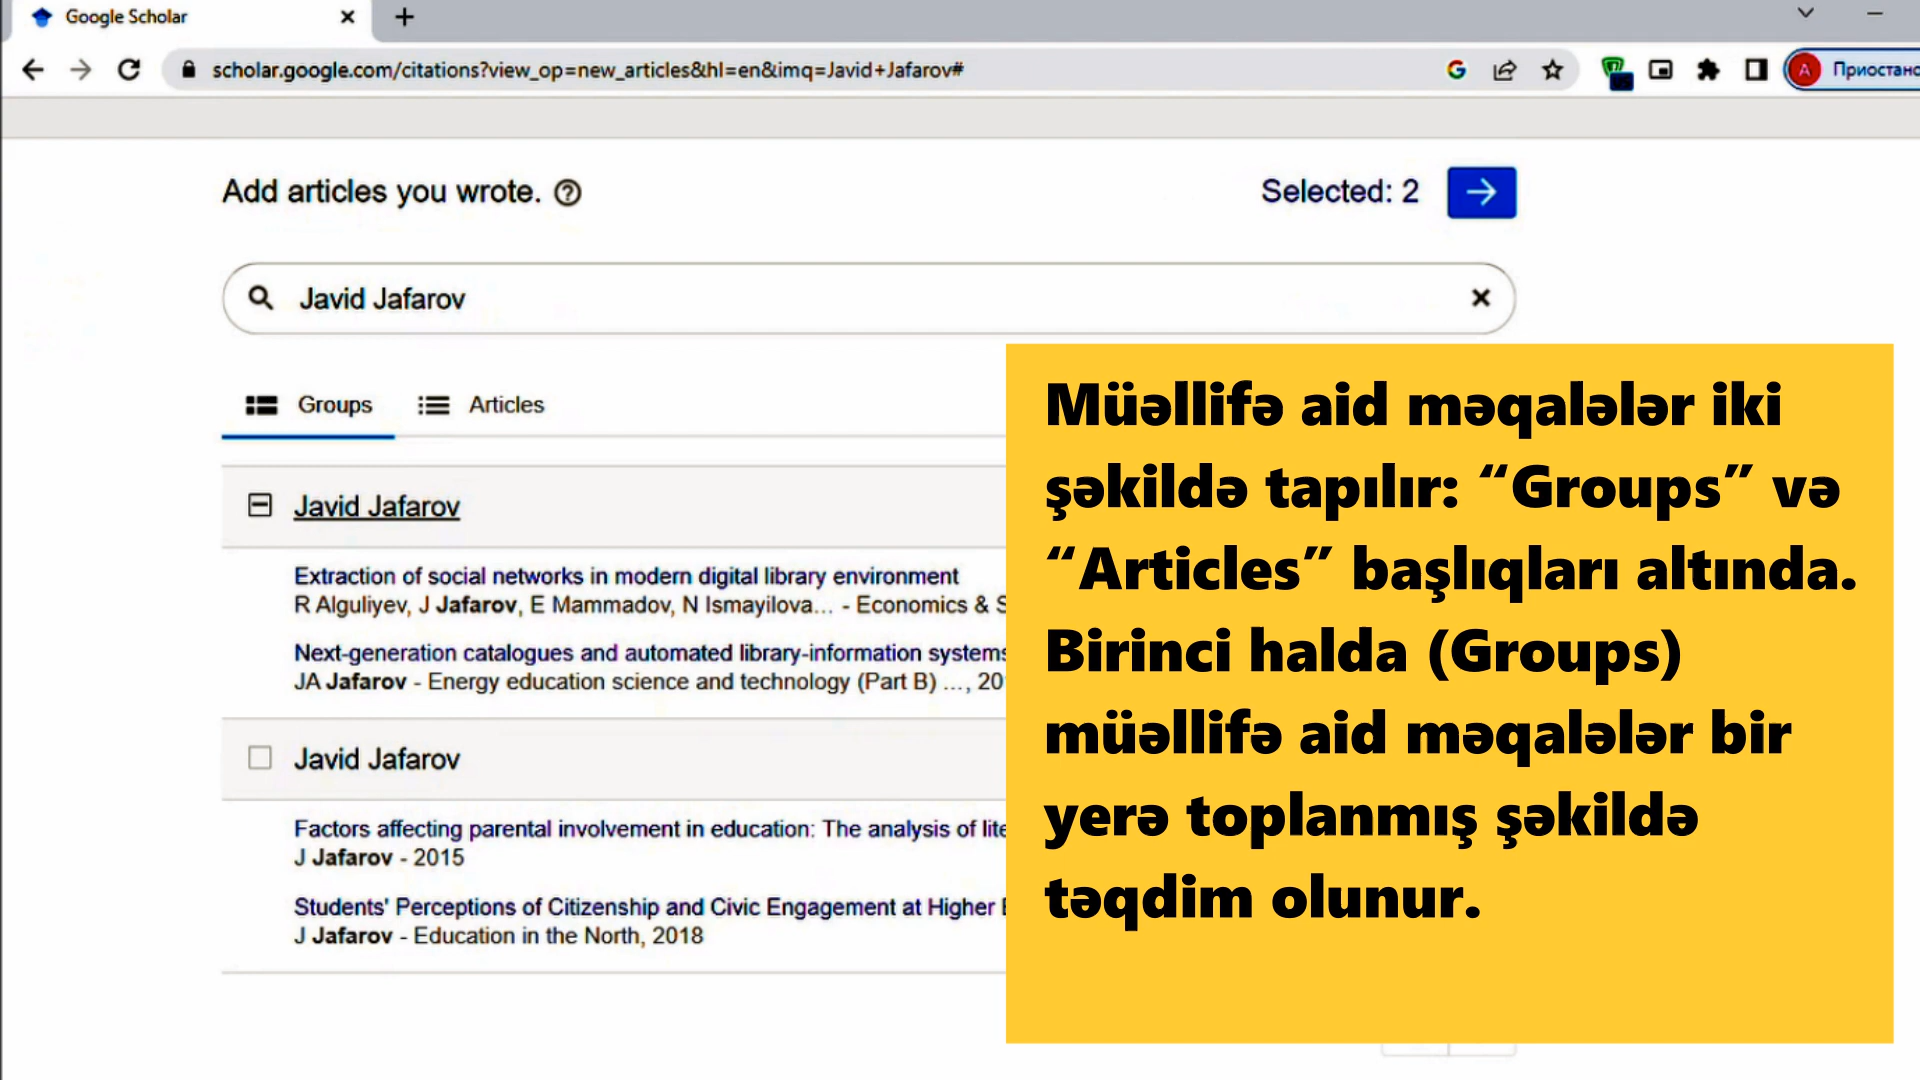 Google Scholar
scholar.google.com/citations?view_op=new_articles&hl=en&imq=Javid+Jafarov#
A Приостано
Add articles you wrote.
Selected: 2
Javid Jafarov
Groups Articles
Javid Jafarov
Extraction of social networks in modern digital library environment
R Alguliyev, J Jafarov, E Mammadov, N Ismayilova... - Economics & S
Next-generation catalogues and automated library-information systems
JA Jafarov - Energy education science and technology (Part B) ..., 20
Javid Jafarov
Factors affecting parental involvement in education: The analysis of lite
J Jafarov - 2015
Students' Perceptions of Citizenship and Civic Engagement at Higher
J Jafarov - Education in the North, 2018
Müəllifə aid məqalələr iki
şəkildə tapılır: “Groups” və
“Articles” başlıqları altında.
Birinci halda (Groups)
müəllifə aid məqalələr bir
yerə toplanmış şəkildə
təqdim olunur.